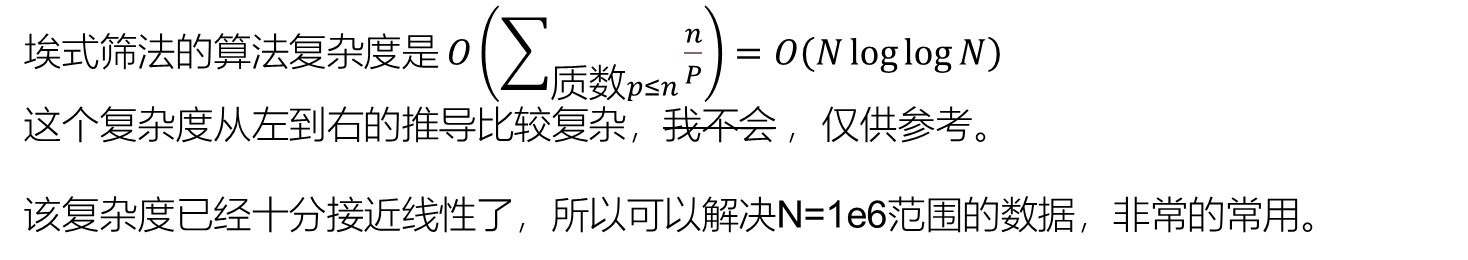 埃式筛法的算法复杂度是 O(∑质数p≤n n/P) = O(N log log N)
这个复杂度从左到右的推导比较复杂，我不会，仅供参考。
该复杂度已经十分接近线性了，所以可以解决N=1e6范围的数据，非常的常用。